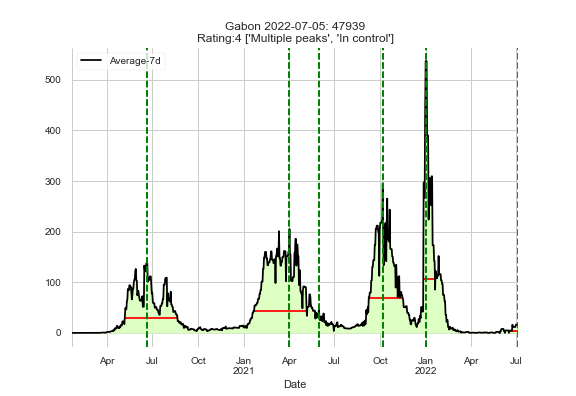 Gabon 2022-07-05: 47939
Rating:4 ['Multiple peaks', 'In control']
Average-7d
500
400
300
200
100
0
Apr Jul Oct Jan Apr Jul Oct Jan Apr Jul
2021 2022
Date